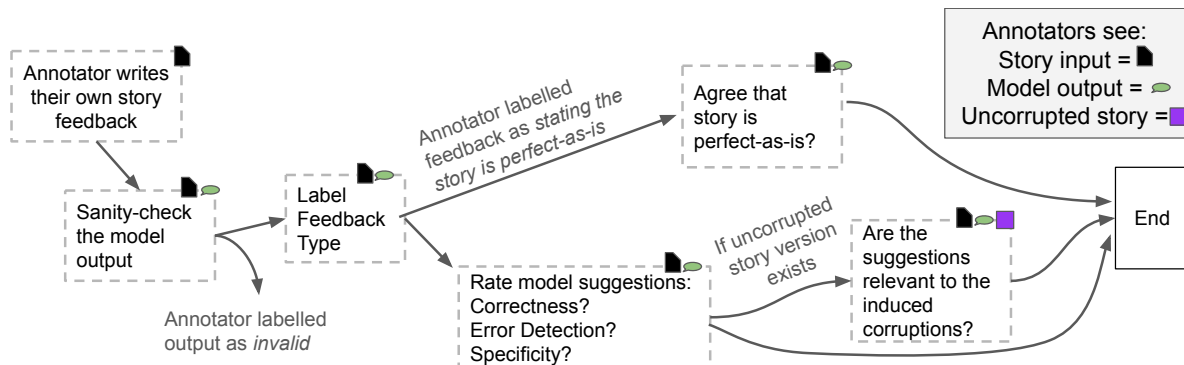 Annotator writes
their own story
feedback
Sanity-check
the model
output
Annotator labelled
output as invalid
Label
Feedback
Type
Annotator labelled
feedback as stating the
story is perfect-as-is
Agree that
story is
perfect-as-is?
Rate model suggestions:
Correctness?
Error Detection?
Specificity?
If uncorrupted
story version
exists
Are the
suggestions
relevant to the
induced
corruptions?
Annotators see:
Story input =
Model output =
Uncorrupted story =
End